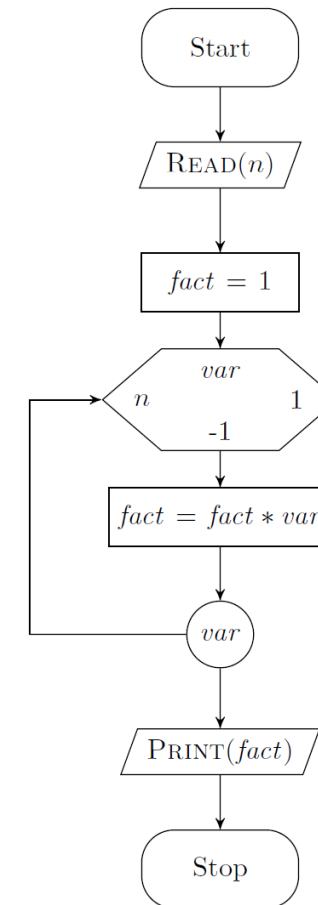 Start
READ(n)
fact = 1
var
n 1
-1
fact = fact * var
var
PRINT(fact)
Stop